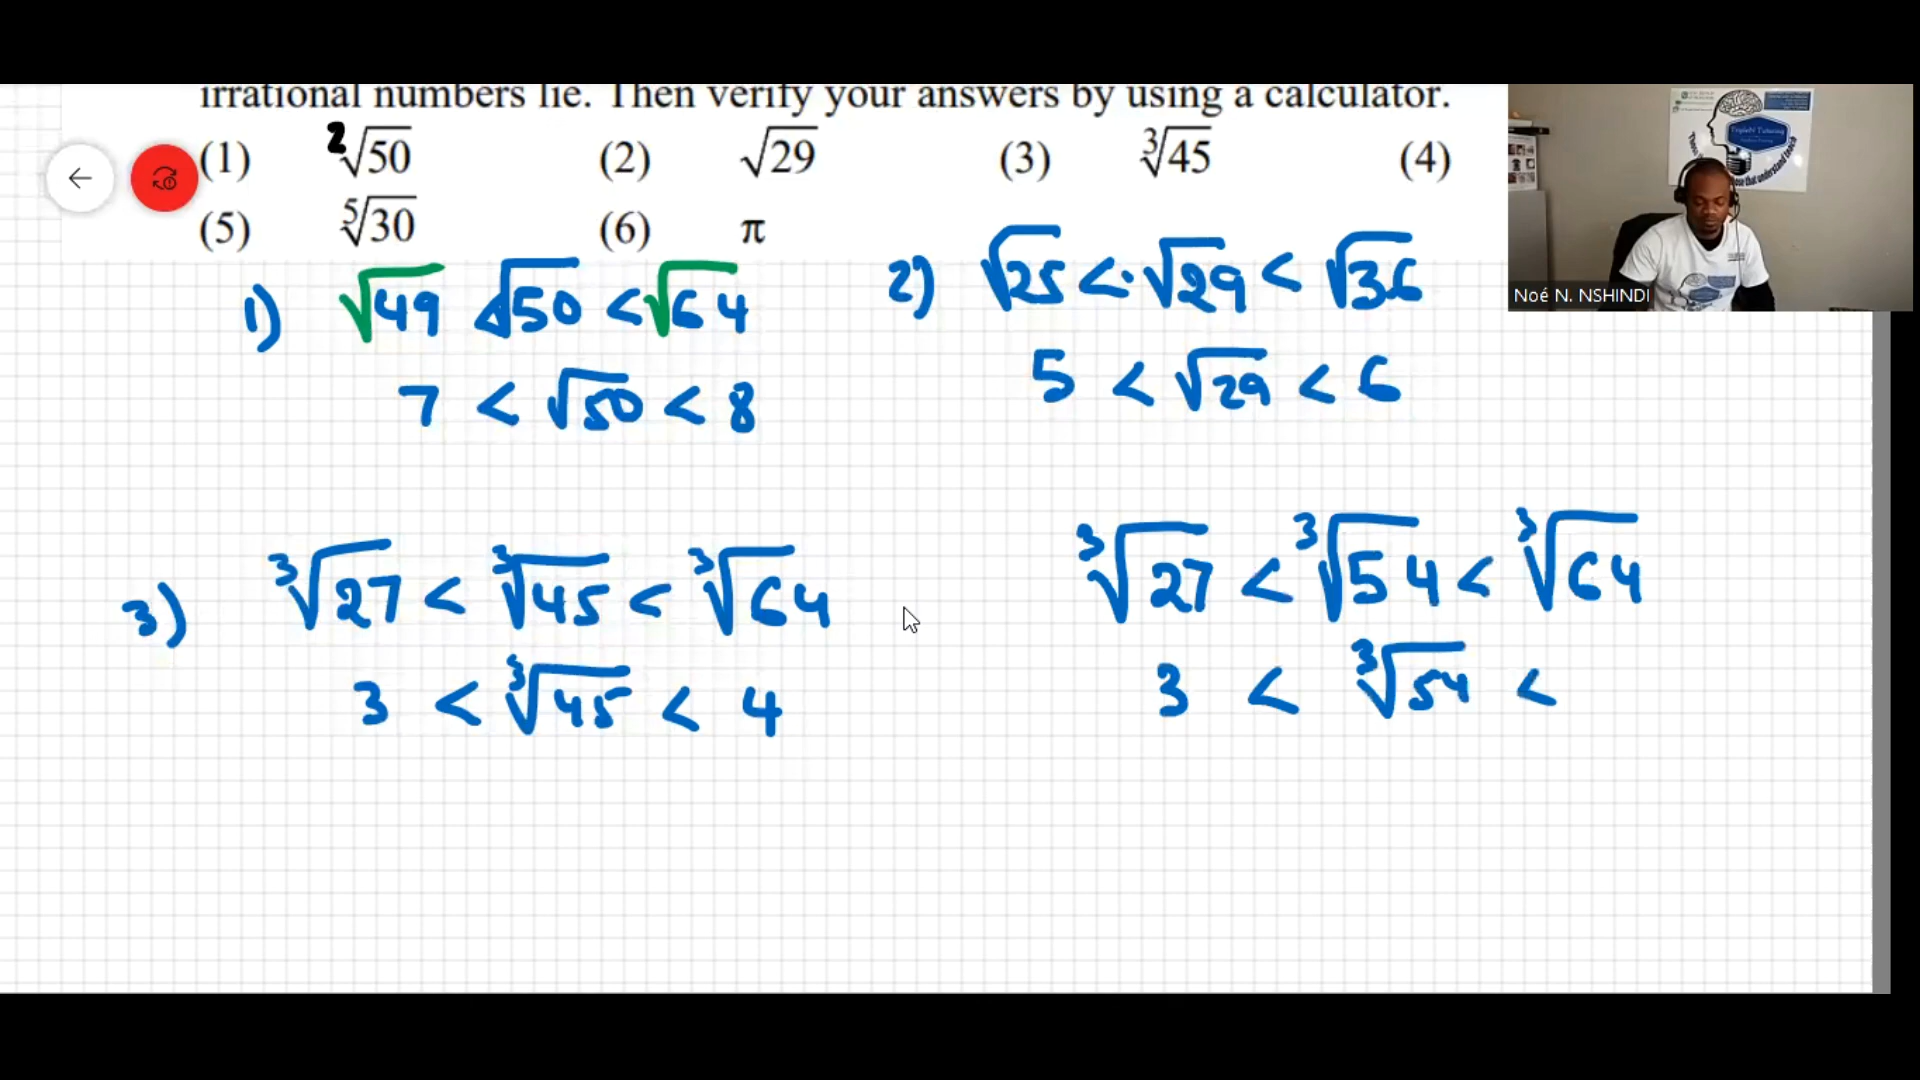 irrational numbers lie. Then verify your answers by using a calculator.
(1) ²√50 (2) √29 (3) ∛45 (4)
(5) ⁵√30 (6) π
1) √49 < √50 < √64
7 < √50 < 8
2) √25 < · √29 < √36
5 < √29 < 6
3) ∛27 < ∛45 < ∛64
3 < ∛45 < 4
∛27 < ∛54 < ∛64
3 < ∛54 <
TripleN Tutoring
Noé N. NSHINDI